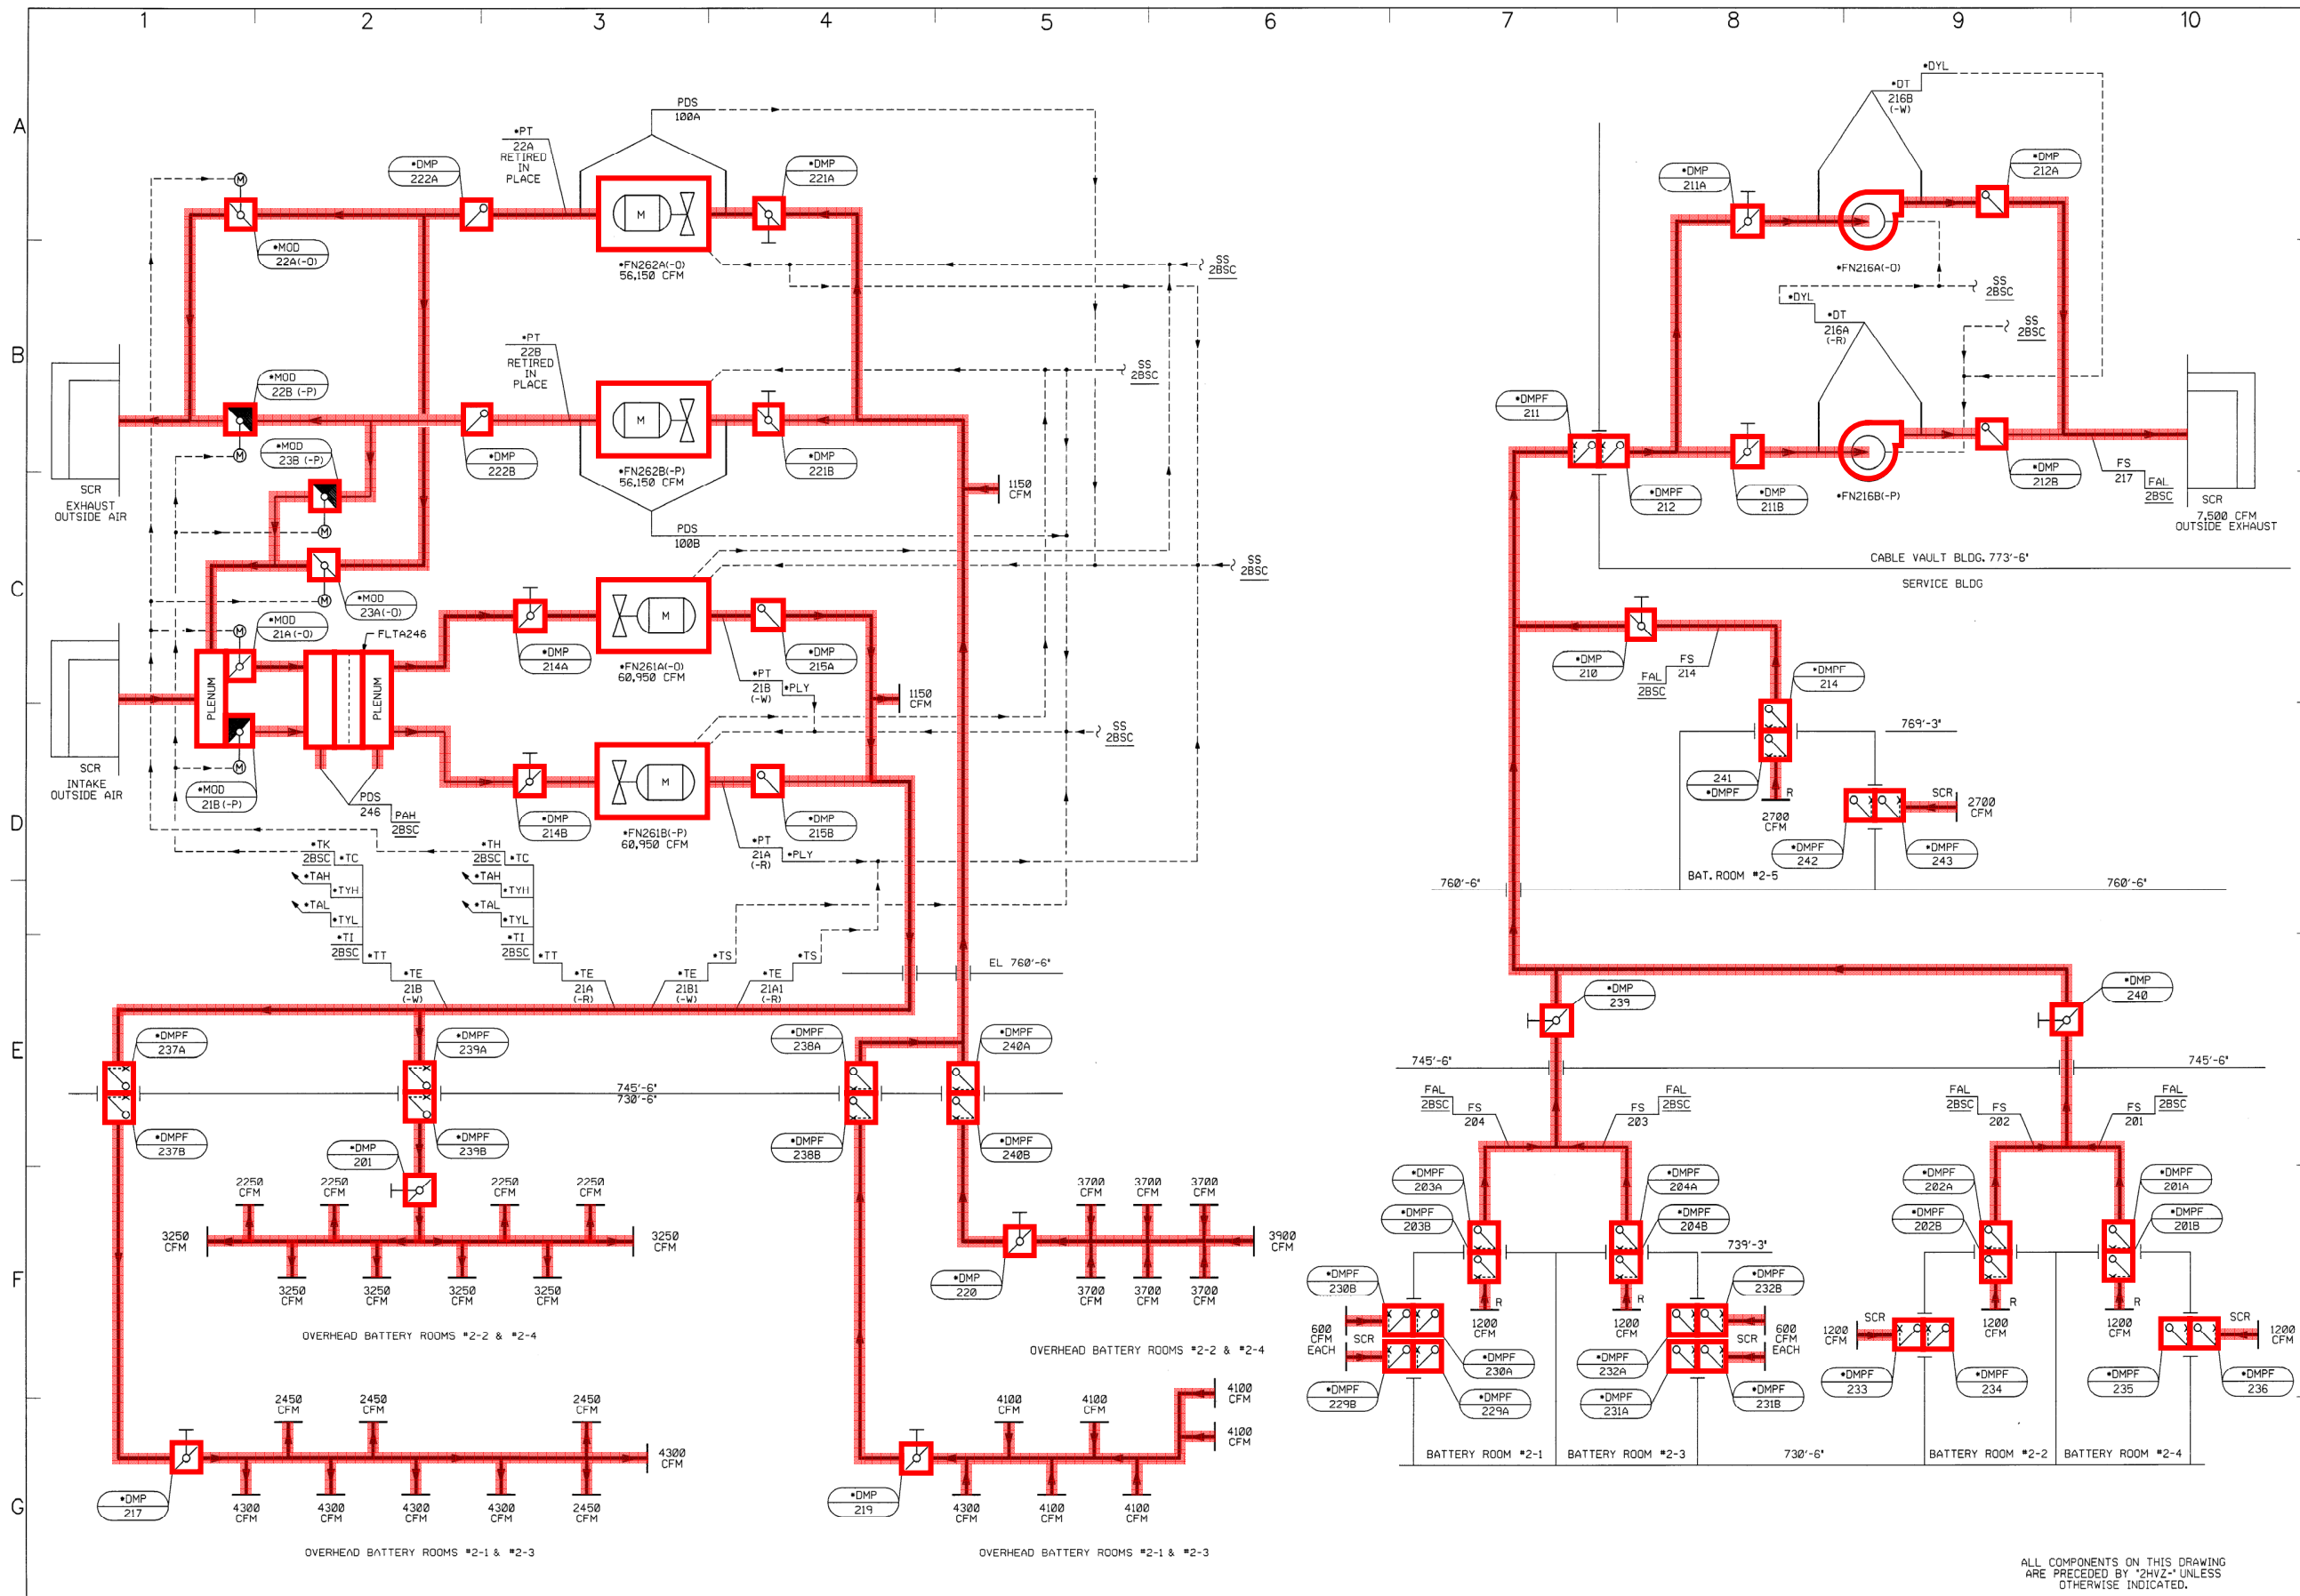 1 2 3 4 5 6 7 8 9 10
A
B
C
D
E
F
G
PDS
100A
*PT
22A
RETIRED
IN
PLACE
*DMP
222A
*DMP
221A
M
*MOD
22A(-O)
M
*FN262A(-O)
56,150 CFM
SS
2BSC
*PT
22B
RETIRED
IN
PLACE
*MOD
22B (-P)
M
*MOD
23B (-P)
M
*DMP
222B
M
*FN262B(-P)
56,150 CFM
*DMP
221B
SS
2BSC
PDS
100B
1150
CFM
SCR
EXHAUST
OUTSIDE AIR
M
*MOD
23A(-O)
*MOD
21A(-O)
M
FLTA246
*DMP
214A
M
*FN261A(-O)
60,950 CFM
*DMP
215A
SS
2BSC
*PT
21B
(-W)
*PLY
1150
CFM
PLENUM
PLENUM
SCR
INTAKE
OUTSIDE AIR
M
*MOD
21B (-P)
PDS
246
PAH
2BSC
*DMP
214B
M
*FN261B(-P)
60,950 CFM
*DMP
215B
SS
2BSC
*PT
21A
(-R)
*PLY
*TK
2BSC
*TC
*TAH
*TYH
*TAL
*TYL
*TI
2BSC
*TT
*TE
21B
(-W)
*TH
2BSC
*TC
*TAH
*TYH
*TAL
*TYL
*TI
2BSC
*TT
*TE
21A
(-R)
*TE
21B1
(-W)
*TS
*TE
21A1
(-R)
*TS
EL 760'-6"
*DMPF
237A
*DMPF
239A
*DMPF
238A
*DMPF
240A
745'-6"
730'-6"
*DMPF
237B
*DMPF
239B
*DMPF
238B
*DMPF
240B
*DMP
201
2250
CFM
2250
CFM
2250
CFM
2250
CFM
3250
CFM
3250
CFM
3250
CFM
3250
CFM
3250
CFM
3250
CFM
OVERHEAD BATTERY ROOMS #2-2 & #2-4
3700
CFM
3700
CFM
3700
CFM
3900
CFM
*DMP
220
3700
CFM
3700
CFM
3700
CFM
OVERHEAD BATTERY ROOMS #2-2 & #2-4
2450
CFM
2450
CFM
2450
CFM
4300
CFM
*DMP
217
4300
CFM
4300
CFM
4300
CFM
4300
CFM
2450
CFM
OVERHEAD BATTERY ROOMS #2-1 & #2-3
4100
CFM
4100
CFM
4100
CFM
4100
CFM
*DMP
219
4300
CFM
4100
CFM
4100
CFM
OVERHEAD BATTERY ROOMS #2-1 & #2-3
*DYL
*DT
216B
(-W)
*DMP
211A
*DMP
212A
*FN216A(-O)
SS
2BSC
*DYL
*DT
216A
(-R)
SS
2BSC
*DMPF
211
*DMPF
212
*DMP
211B
*FN216B(-P)
*DMP
212B
FS
217
FAL
2BSC
SCR
7,500 CFM
OUTSIDE EXHAUST
CABLE VAULT BLDG. 773'-6"
SERVICE BLDG
*DMP
210
FAL
2BSC
FS
214
*DMPF
214
769'-3"
241
*DMPF
R
2700
CFM
SCR
2700
CFM
*DMPF
242
*DMPF
243
BAT. ROOM #2-5
760'-6"
760'-6"
*DMP
239
*DMP
240
745'-6"
745'-6"
FAL
2BSC
FS
204
FS
203
FAL
2BSC
FAL
2BSC
FS
202
FS
201
FAL
2BSC
*DMPF
203A
*DMPF
204A
*DMPF
202A
*DMPF
201A
*DMPF
203B
*DMPF
204B
*DMPF
202B
*DMPF
201B
739'-3"
*DMPF
230B
R
1200
CFM
R
1200
CFM
*DMPF
232B
R
1200
CFM
R
1200
CFM
600
CFM
EACH
SCR
600
CFM
EACH
SCR
1200
CFM
SCR
SCR
1200
CFM
*DMPF
229B
*DMPF
230A
*DMPF
229A
*DMPF
232A
*DMPF
231A
*DMPF
231B
*DMPF
233
*DMPF
234
*DMPF
235
*DMPF
236
BATTERY ROOM #2-1
BATTERY ROOM #2-3
730'-6"
BATTERY ROOM #2-2
BATTERY ROOM #2-4
ALL COMPONENTS ON THIS DRAWING
ARE PRECEDED BY "2HVZ-" UNLESS
OTHERWISE INDICATED.